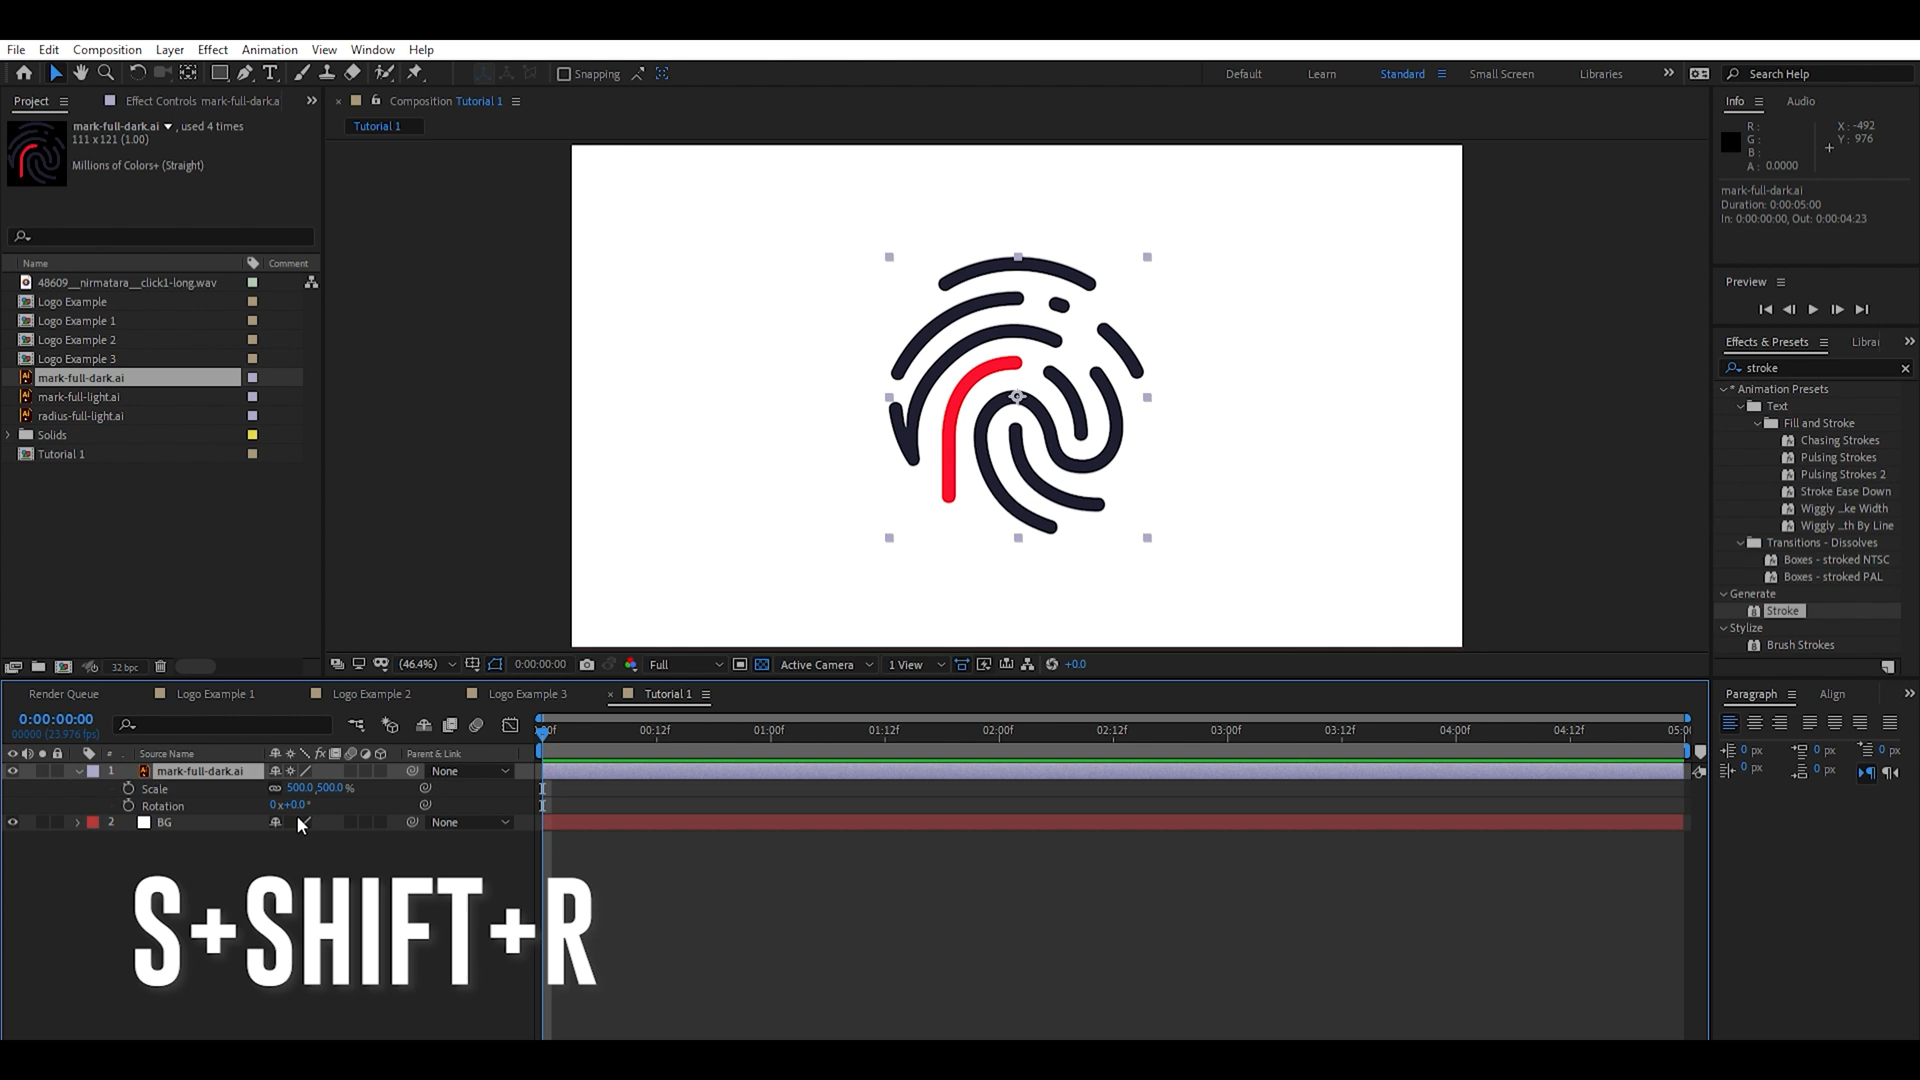 File Edit Composition Layer Effect Animation View Window Help
Snapping
Default Learn Standard Small Screen Libraries
Search Help
Project
Effect Controls mark-full-dark.a
Composition Tutorial 1
Tutorial 1
mark-full-dark.ai , used 4 times
111 x 121 (1.00)
Millions of Colors+ (Straight)
Name Comment
48609__nirmatara__click1-long.wav
Logo Example
Logo Example 1
Logo Example 2
Logo Example 3
mark-full-dark.ai
mark-full-light.ai
radius-full-light.ai
Solids
Tutorial 1
32 bpc
(46.4%) 0:00:00:00 Full Active Camera 1 View +0.0
Info Audio
R : X : -492
G : Y : 976
B :
A : 0.0000
mark-full-dark.ai
Duration: 0:00:05:00
In: 0:00:00:00, Out: 0:00:04:23
Preview
Effects & Presets Librai
stroke
* Animation Presets
Text
Fill and Stroke
Chasing Strokes
Pulsing Strokes
Pulsing Strokes 2
Stroke Ease Down
Wiggly ...ke Width
Wiggly ...th By Line
Transitions - Dissolves
Boxes - stroked NTSC
Boxes - stroked PAL
Generate
Stroke
Stylize
Brush Strokes
Render Queue Logo Example 1 Logo Example 2 Logo Example 3 Tutorial 1
0:00:00:00
00000 (23.976 fps)
00:12f 01:00f 01:12f 02:00f 02:12f 03:00f 03:12f 04:00f 04:12f
# Source Name fx Parent & Link
1 mark-full-dark.ai None
Scale 500.0,500.0 %
Rotation 0 x+0.0 °
2 BG None
Paragraph Align
0 px 0 px 0 px
0 px 0 px
S+SHIFT+R